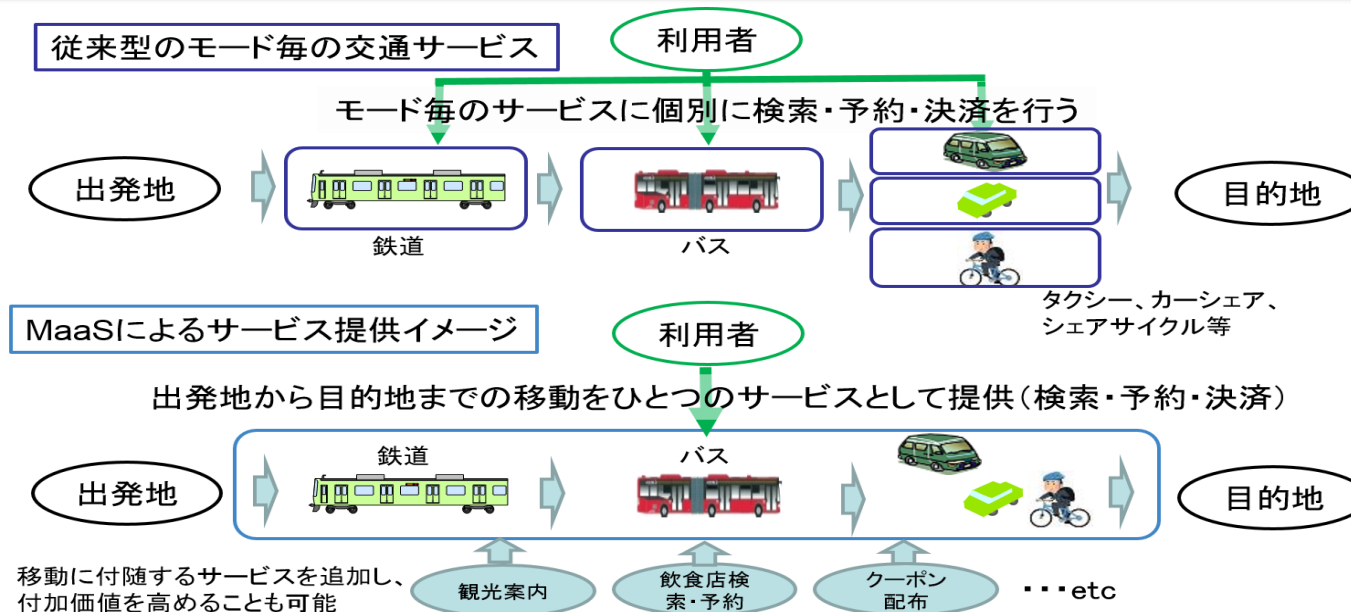 従来型のモード毎の交通サービス
利用者
モード毎のサービスに個別に検索・予約・決済を行う
出発地
目的地
鉄道
バス
タクシー、カーシェア、
シェアサイクル等
MaaSによるサービス提供イメージ
利用者
出発地から目的地までの移動をひとつのサービスとして提供(検索・予約・決済)
鉄道
バス
出発地
目的地
移動に付随するサービスを追加し、
付加価値を高めることも可能
観光案内
飲食店検
索・予約
クーポン
配布
・・・etc